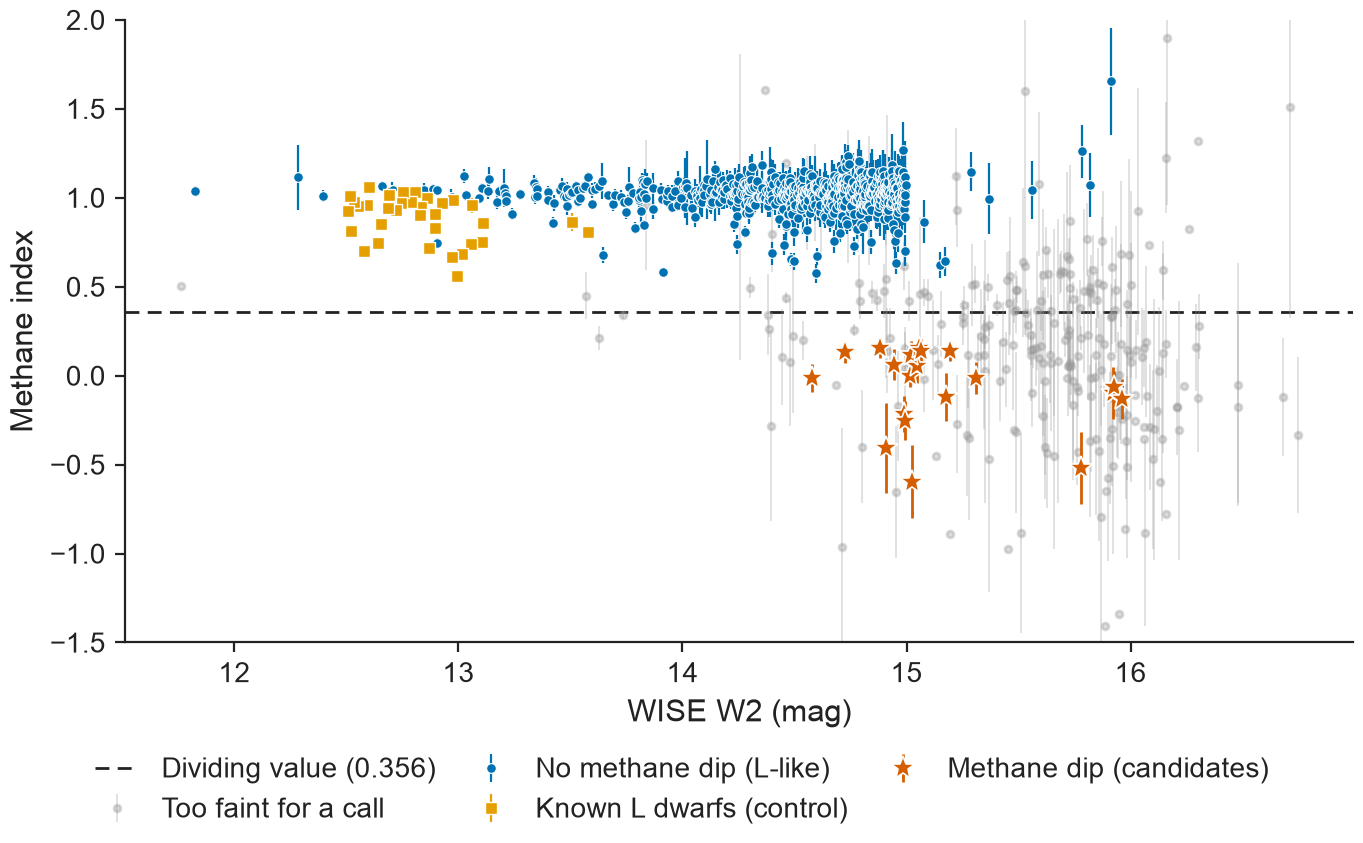 2.0
1.5
1.0
0.5
0.0
−0.5
−1.0
−1.5
Methane index
12 13 14 15 16
WISE W2 (mag)
Dividing value (0.356) No methane dip (L-like) Methane dip (candidates)
Too faint for a call Known L dwarfs (control)